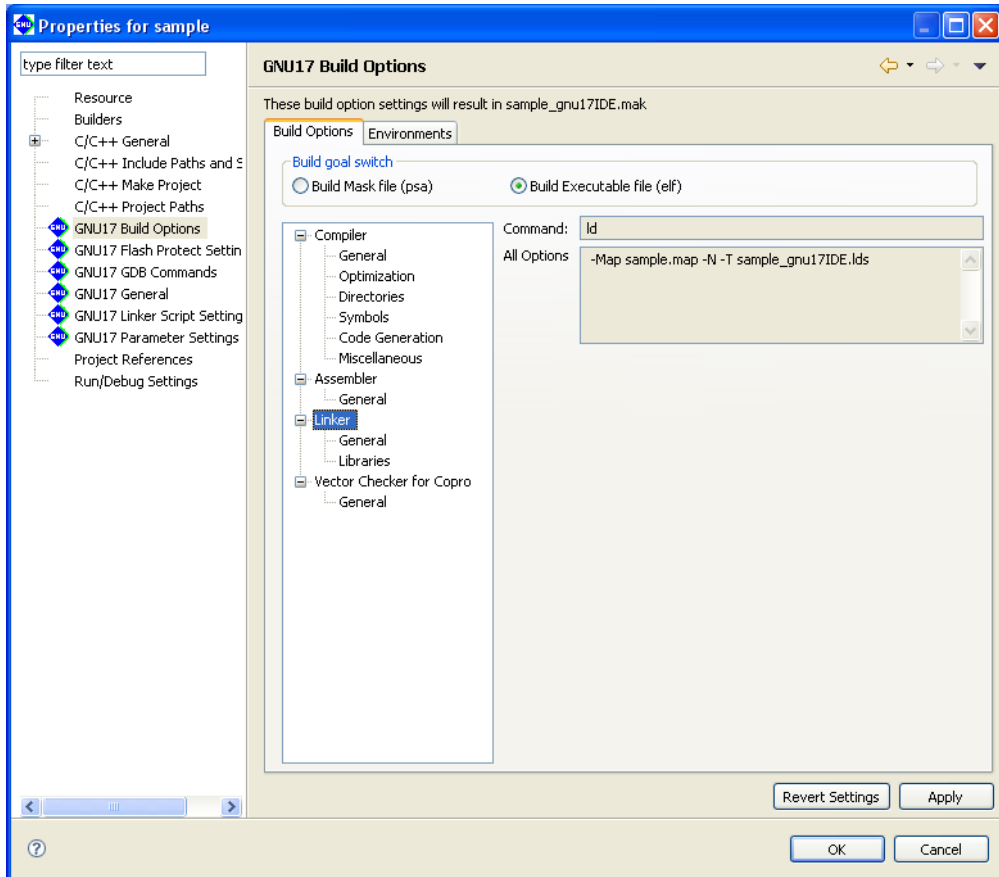 Properties for sample
type filter text
Resource
Builders
C/C++ General
C/C++ Include Paths and S
C/C++ Make Project
C/C++ Project Paths
GNU17 Build Options
GNU17 Flash Protect Settin
GNU17 GDB Commands
GNU17 General
GNU17 Linker Script Setting
GNU17 Parameter Settings
Project References
Run/Debug Settings
GNU17 Build Options
These build option settings will result in sample_gnu17IDE.mak
Build Options Environments
Build goal switch
Build Mask file (psa) Build Executable file (elf)
Compiler
General
Optimization
Directories
Symbols
Code Generation
Miscellaneous
Assembler
General
Linker
General
Libraries
Vector Checker for Copro
General
Command: ld
All Options -Map sample.map -N -T sample_gnu17IDE.lds
Revert Settings Apply
OK Cancel